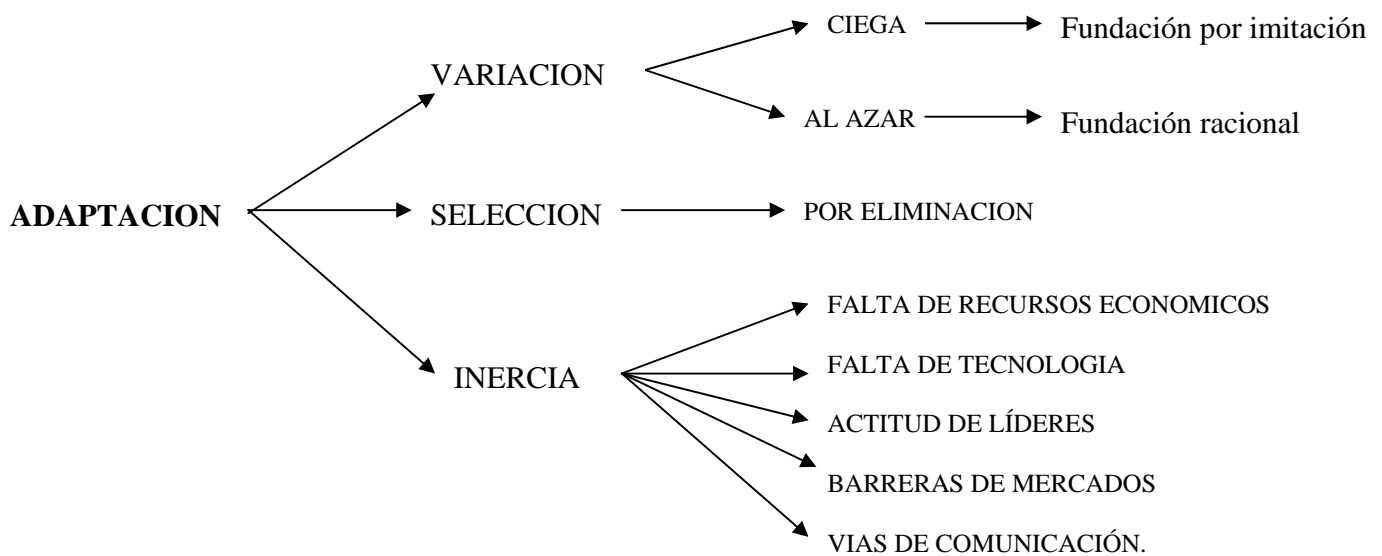 CIEGA
Fundación por imitación
VARIACION
AL AZAR
Fundación racional
ADAPTACION
SELECCION
POR ELIMINACION
FALTA DE RECURSOS ECONOMICOS
FALTA DE TECNOLOGIA
INERCIA
ACTITUD DE LÍDERES
BARRERAS DE MERCADOS
VIAS DE COMUNICACIÓN.